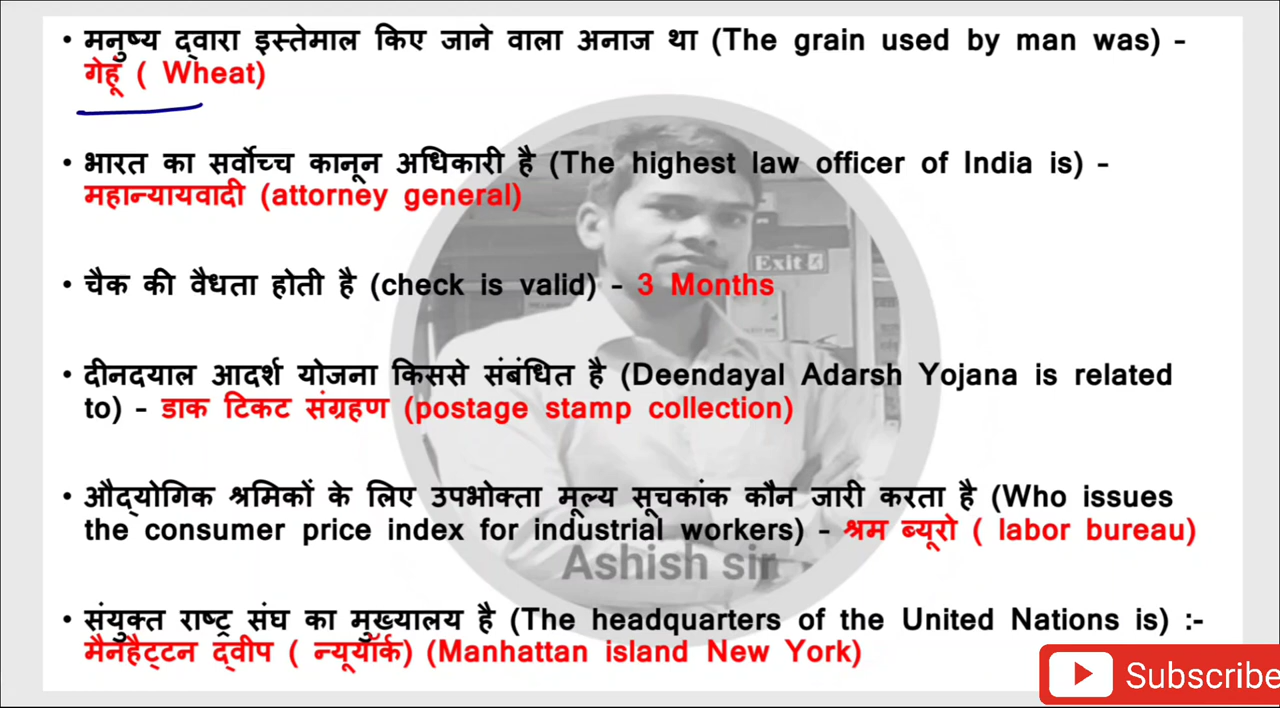 • मनुष्य द्वारा इस्तेमाल किए जाने वाला अनाज था (The grain used by man was) –
गेहूं ( Wheat)
• भारत का सर्वोच्च कानून अधिकारी है (The highest law officer of India is) –
महान्यायवादी (attorney general)
• चैक की वैधता होती है (check is valid) – 3 Months
• दीनदयाल आदर्श योजना किससे संबंधित है (Deendayal Adarsh Yojana is related
to) – डाक टिकट संग्रहण (postage stamp collection)
• औद्योगिक श्रमिकों के लिए उपभोक्ता मूल्य सूचकांक कौन जारी करता है (Who issues
the consumer price index for industrial workers) – श्रम ब्यूरो ( labor bureau)
• संयुक्त राष्ट्र संघ का मुख्यालय है (The headquarters of the United Nations is) :-
मैनहैट्टन द्वीप ( न्यूयॉर्क) (Manhattan island New York)
Exit
Ashish sir
Subscribe